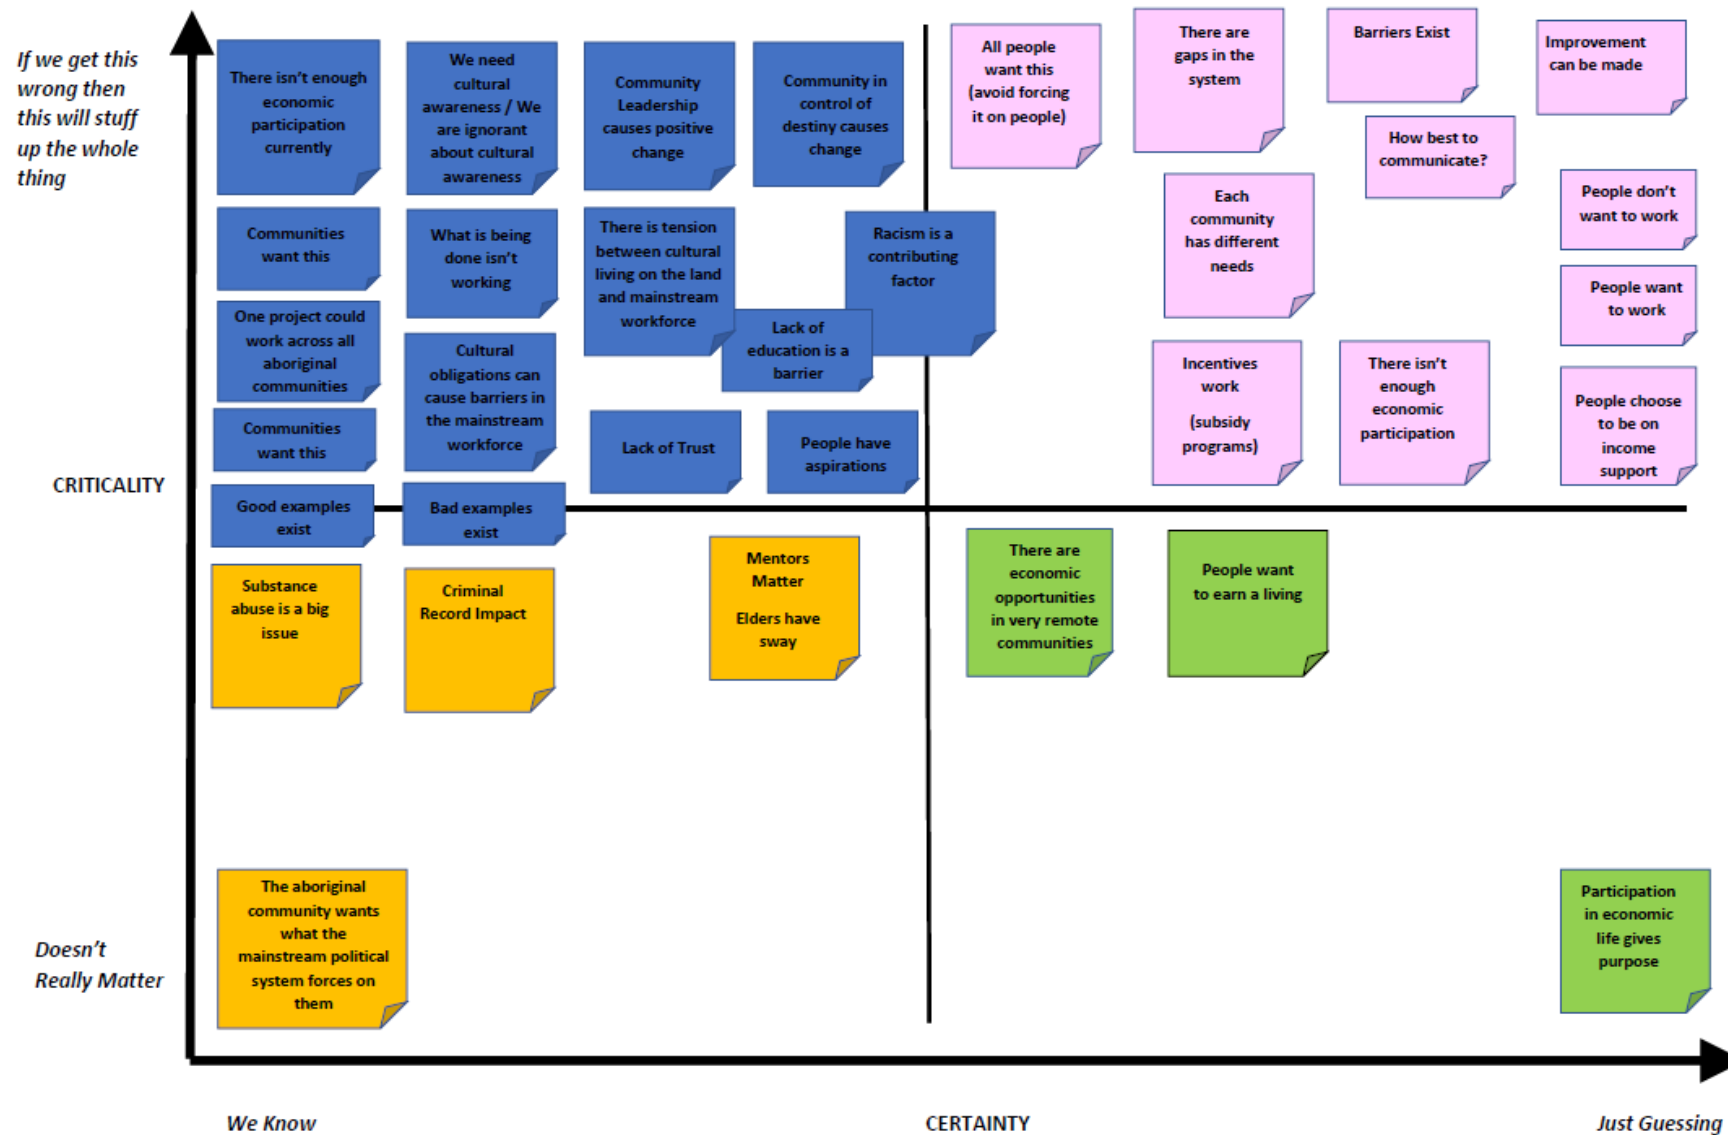 If we get this
wrong then
this will stuff
up the whole
thing
There isn't enough
economic
participation
currently
We need
cultural
awareness / We
are ignorant
about cultural
awareness
Community
Leadership
causes positive
change
Community in
control of
destiny causes
change
All people
want this
(avoid forcing
it on people)
There are
gaps in the
system
Barriers Exist
Improvement
can be made
How best to
communicate?
Communities
want this
What is being
done isn't
working
There is tension
between cultural
living on the land
and mainstream
workforce
Racism is a
contributing
factor
Each
community
has different
needs
People don't
want to work
People want
to work
One project could
work across all
aboriginal
communities
Cultural
obligations can
cause barriers in
the mainstream
workforce
Lack of
education is a
barrier
Incentives
work
(subsidy
programs)
There isn't
enough
economic
participation
People choose
to be on
income
support
Communities
want this
Lack of Trust
People have
aspirations
CRITICALITY
Good examples
exist
Bad examples
exist
Substance
abuse is a big
issue
Criminal
Record Impact
Mentors
Matter
Elders have
sway
There are
economic
opportunities
in very remote
communities
People want
to earn a living
Doesn't
Really Matter
The aboriginal
community wants
what the
mainstream political
system forces on
them
Participation
in economic
life gives
purpose
We Know
CERTAINTY
Just Guessing